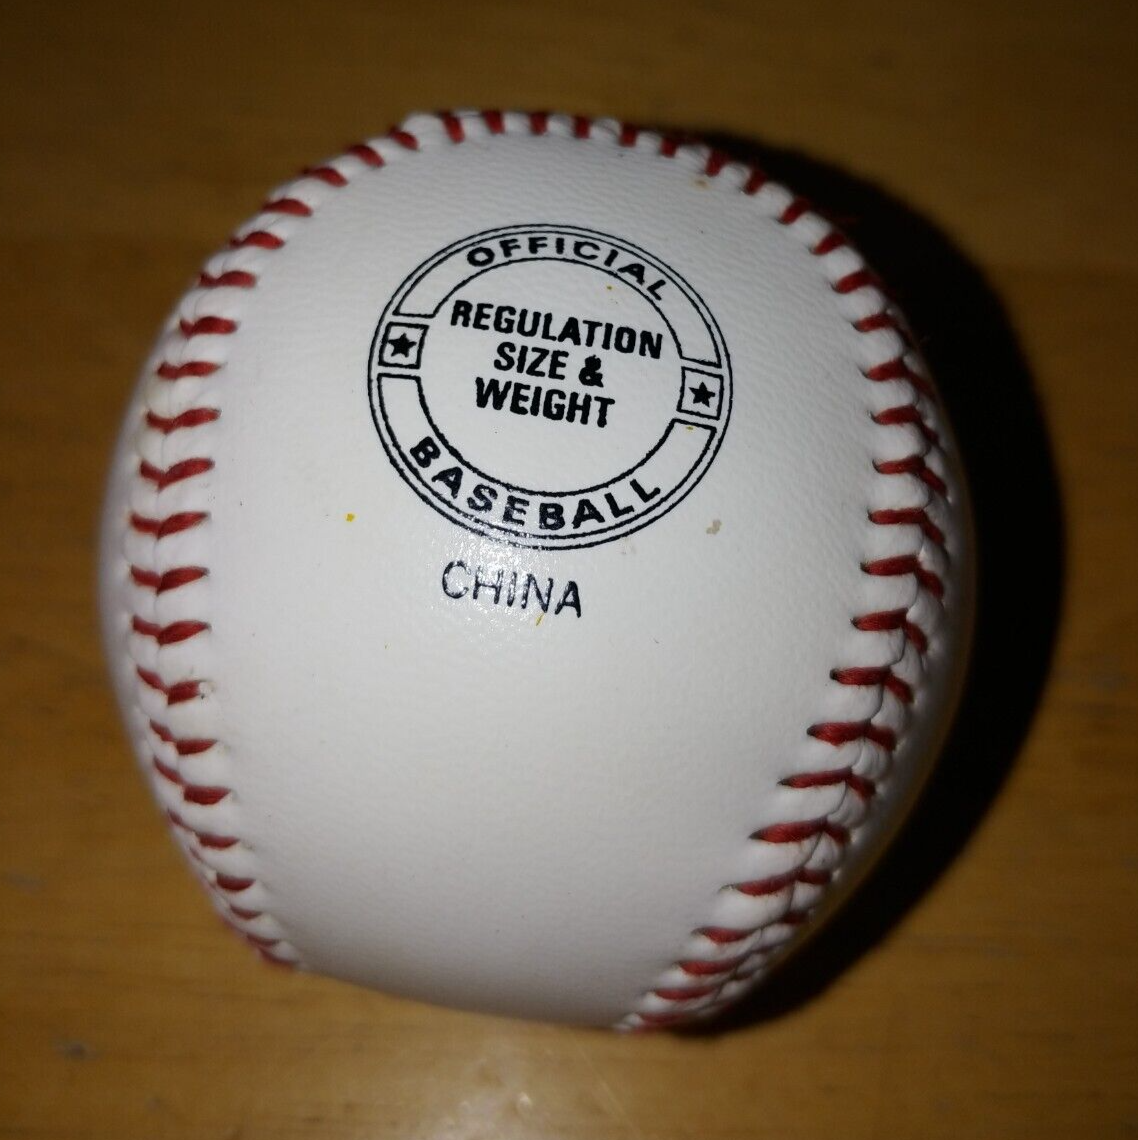 OFFICIAL
REGULATION
SIZE &
WEIGHT
BASEBALL
CHINA